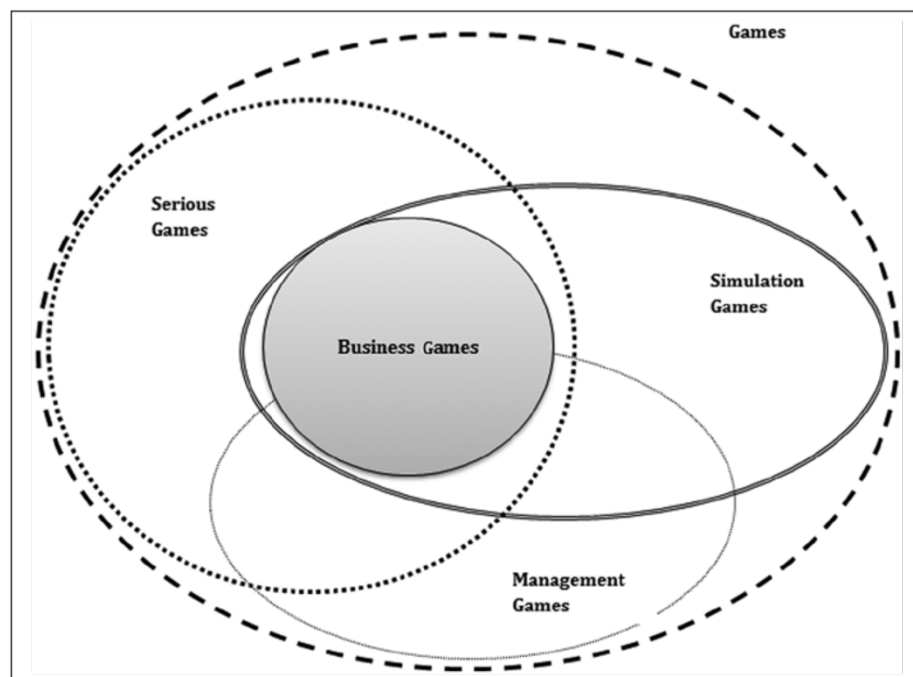 Games
Serious
Games
Simulation
Games
Business Games
Management
Games